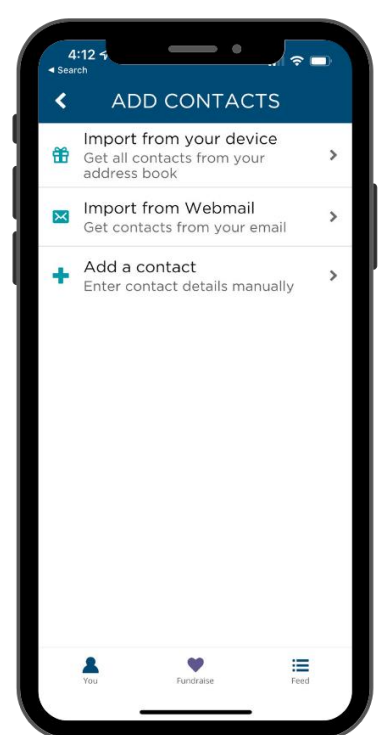 4:12
Search
ADD CONTACTS
Import from your device
Get all contacts from your
address book
Import from Webmail
Get contacts from your email
Add a contact
Enter contact details manually
You
Fundraise
Feed